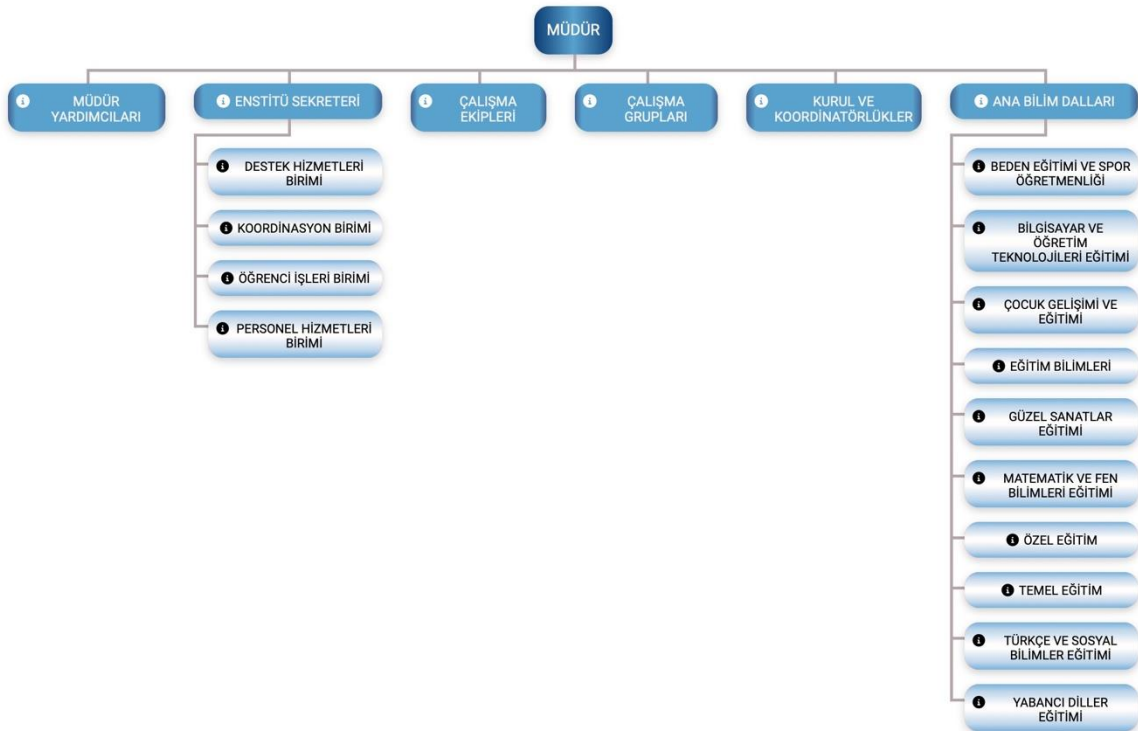 MÜDÜR
MÜDÜR
YARDIMCILARI
ENSTİTÜ SEKRETERİ
ÇALIŞMA
EKİPLERİ
ÇALIŞMA
GRUPLARI
KURUL VE
KOORDİNATÖRLÜKLER
ANA BİLİM DALLARI
DESTEK HİZMETLERİ
BİRİMİ
KOORDİNASYON BİRİMİ
ÖĞRENCİ İŞLERİ BİRİMİ
PERSONEL HİZMETLERİ
BİRİMİ
BEDEN EĞİTİMİ VE SPOR
ÖĞRETMENLİĞİ
BİLGİSAYAR VE
ÖĞRETİM
TEKNOLOJİLERİ EĞİTİMİ
ÇOCUK GELİŞİMİ VE
EĞİTİMİ
EĞİTİM BİLİMLERİ
GÜZEL SANATLAR
EĞİTİMİ
MATEMATİK VE FEN
BİLİMLERİ EĞİTİMİ
ÖZEL EĞİTİM
TEMEL EĞİTİM
TÜRKÇE VE SOSYAL
BİLİMLER EĞİTİMİ
YABANCI DİLLER
EĞİTİMİ